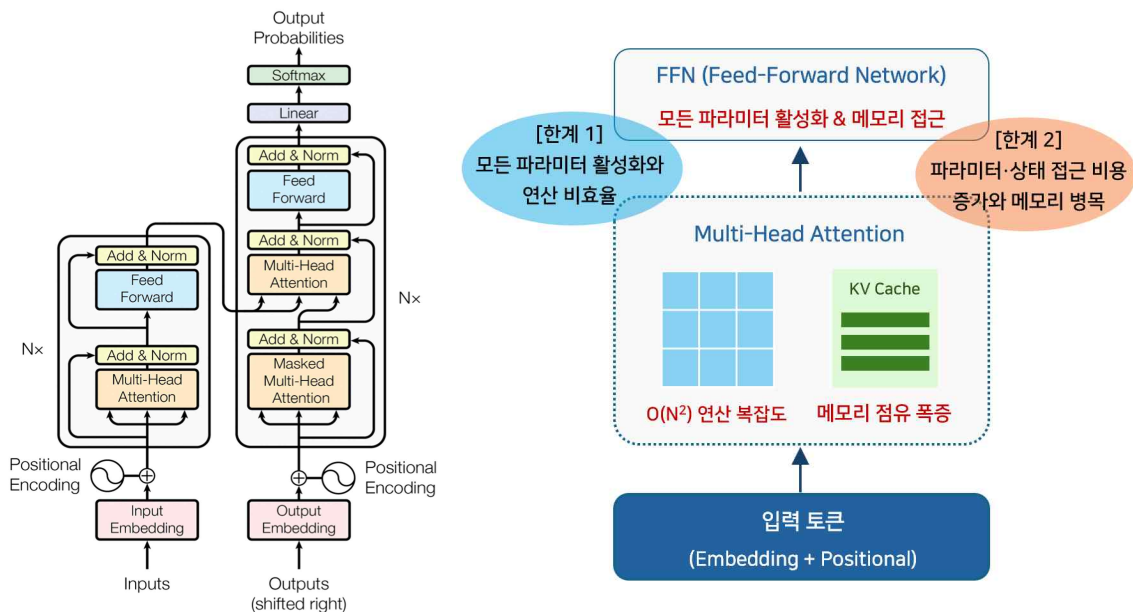 Output
Probabilities
Softmax
Linear
Add & Norm
Feed
Forward
Add & Norm
Multi-Head
Attention
Add & Norm
Masked
Multi-Head
Attention
Nx
Add & Norm
Feed
Forward
Add & Norm
Multi-Head
Attention
Nx
Positional
Encoding
Positional
Encoding
Input
Embedding
Output
Embedding
Inputs
Outputs
(shifted right)
FFN (Feed-Forward Network)
모든 파라미터 활성화 & 메모리 접근
[한계 1]
모든 파라미터 활성화와
연산 비효율
[한계 2]
파라미터·상태 접근 비용
증가와 메모리 병목
Multi-Head Attention
KV Cache
O(N²) 연산 복잡도
메모리 점유 폭증
입력 토큰
(Embedding + Positional)